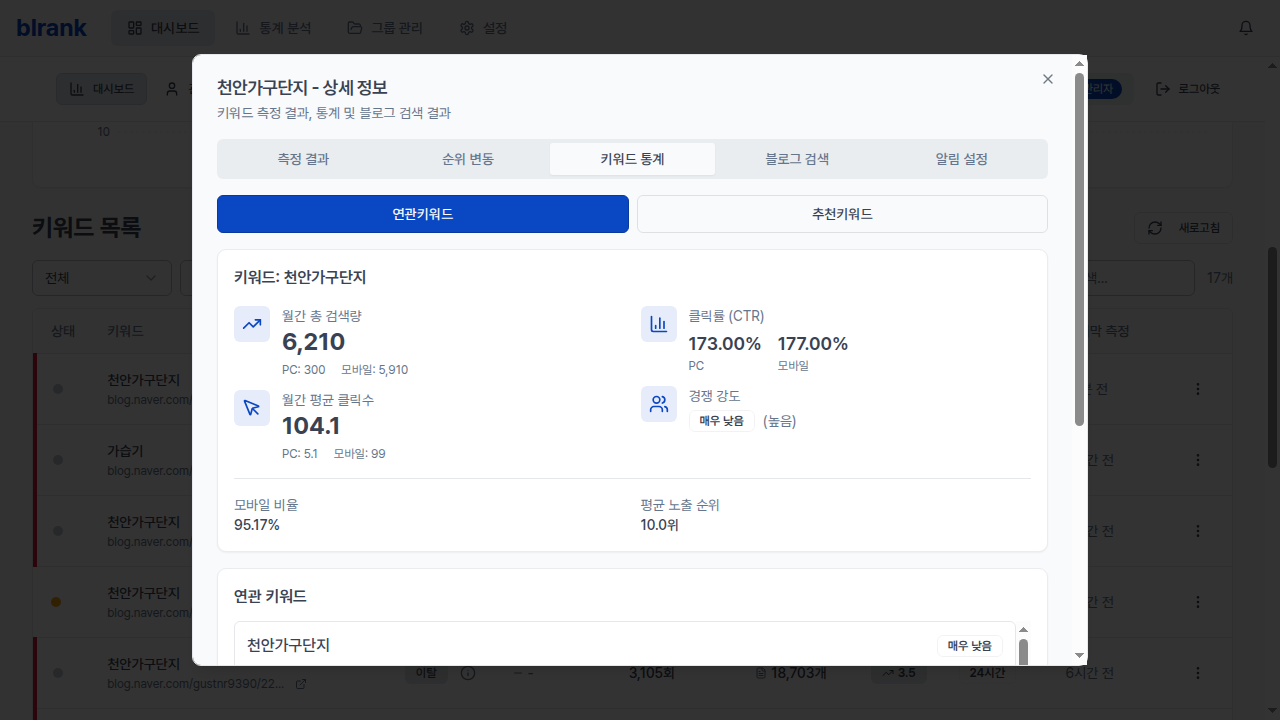 blrank
대시보드
통계 분석
그룹 관리
설정
대시보드
로그아웃
10
키워드 목록
새로고침
전체
17개
상태
키워드
측정
천안가구단지
blog.naver.com/
전
가습기
blog.naver.com/
전
천안가구단지
blog.naver.com/
전
천안가구단지
blog.naver.com/
전
천안가구단지
blog.naver.com/gustnr9390/22...
이탈
– -
3,105회
18,703개
3.5
24시간
6시간 전
천안가구단지 - 상세 정보
키워드 측정 결과, 통계 및 블로그 검색 결과
측정 결과
순위 변동
키워드 통계
블로그 검색
알림 설정
연관키워드
추천키워드
키워드: 천안가구단지
월간 총 검색량
6,210
PC: 300 모바일: 5,910
클릭률 (CTR)
173.00% 177.00%
PC 모바일
월간 평균 클릭수
104.1
PC: 5.1 모바일: 99
경쟁 강도
매우 낮음 (높음)
모바일 비율
95.17%
평균 노출 순위
10.0위
연관 키워드
천안가구단지
매우 낮음